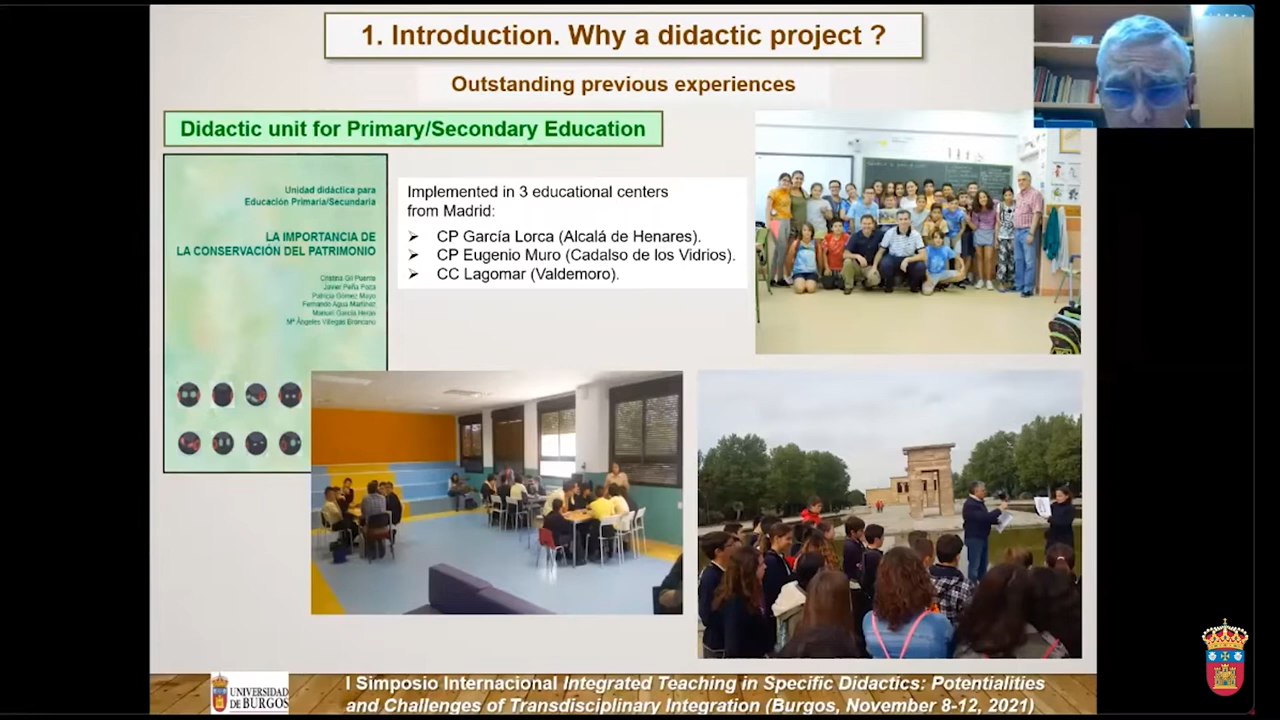 1. Introduction. Why a didactic project ?
Outstanding previous experiences
Didactic unit for Primary/Secondary Education
Unidad didáctica para
Educación Primaria/Secundaria
LA IMPORTANCIA DE
LA CONSERVACIÓN DEL PATRIMONIO
Cristina Gil Puente
Javier Peña Poza
Patricia Gómez Mayo
Fernando Agua Martínez
Manuel García Heras
Mª Ángeles Villegas Broncano
Implemented in 3 educational centers
from Madrid:
➢ CP García Lorca (Alcalá de Henares).
➢ CP Eugenio Muro (Cadalso de los Vidrios).
➢ CC Lagomar (Valdemoro).
UNIVERSIDAD
DE BURGOS
I Simposio Internacional Integrated Teaching in Specific Didactics: Potentialities
and Challenges of Transdisciplinary Integration (Burgos, November 8-12, 2021)